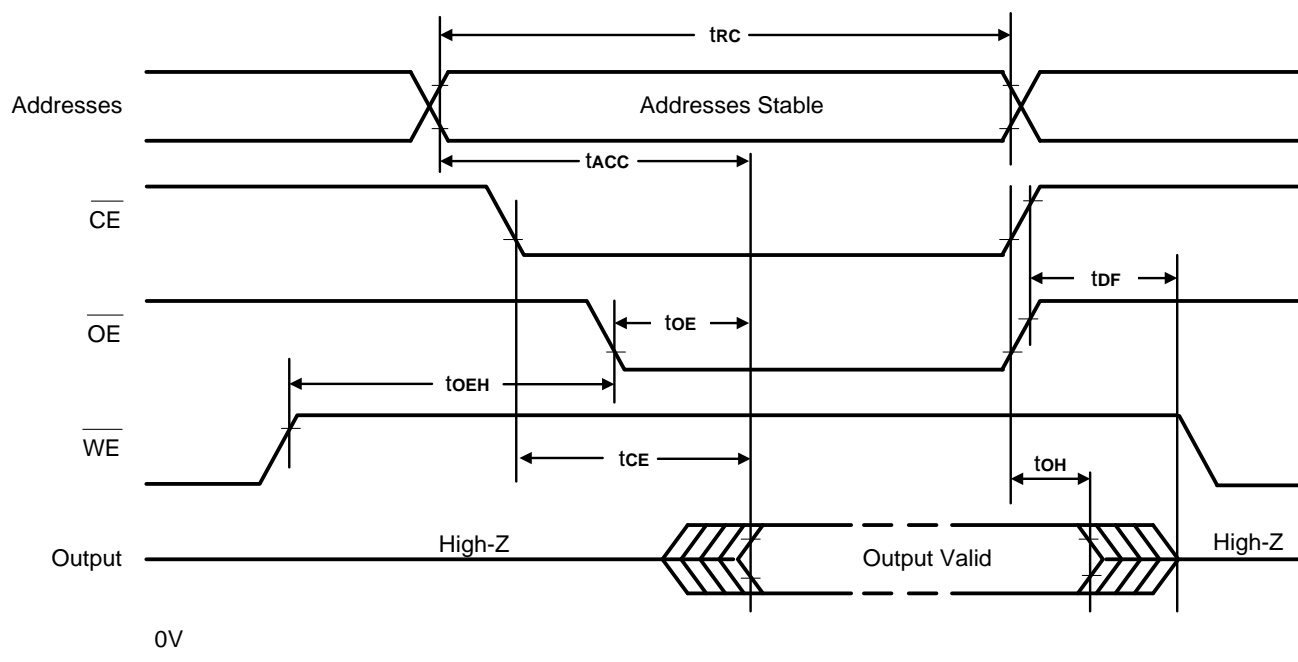 tRC
Addresses
Addresses Stable
tACC
CE
tDF
OE
tOE
tOEH
WE
tCE
tOH
Output
High-Z
Output Valid
High-Z
0V